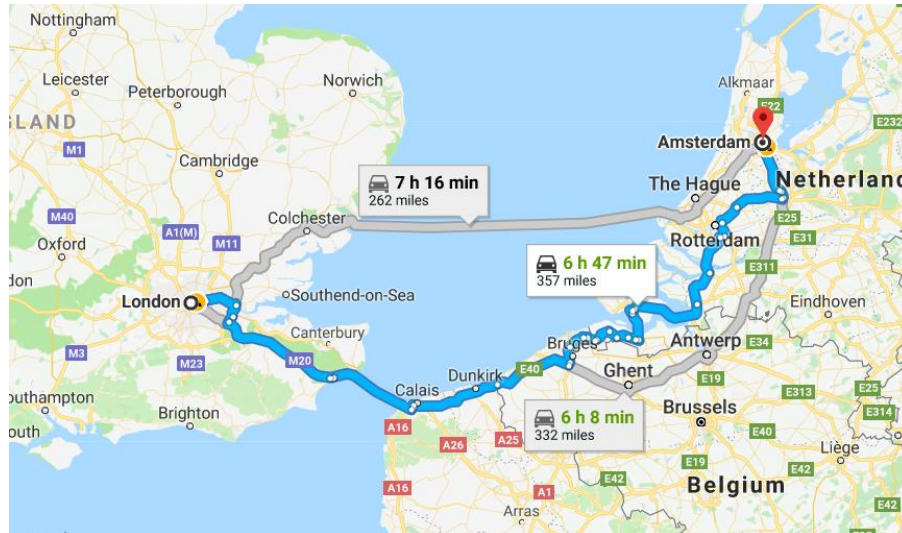 Nottingham
Alkmaar
E22
Leicester
Norwich
Peterborough
E232
GLAND
Amsterdam
M1
7 h 16 min
262 miles
Cambridge
The Hague
Netherland
M40
Colchester
E25
A1(M)
M11
Rotterdam
E31
Oxford
6 h 47 min
357 miles
E311
don
London
Southend-on-Sea
Eindhoven
Canterbury
Bruges
Antwerp
E34
M3
M20
M23
Dunkirk
E40
Ghent
E19
Calais
E313
E25
outhampton
Brighton
6 h 8 min
332 miles
Brussels
E314
outh
A16
A26
A25
E40
Liège
E19
E42
E42
E42
A16
A1
Belgium
Arras